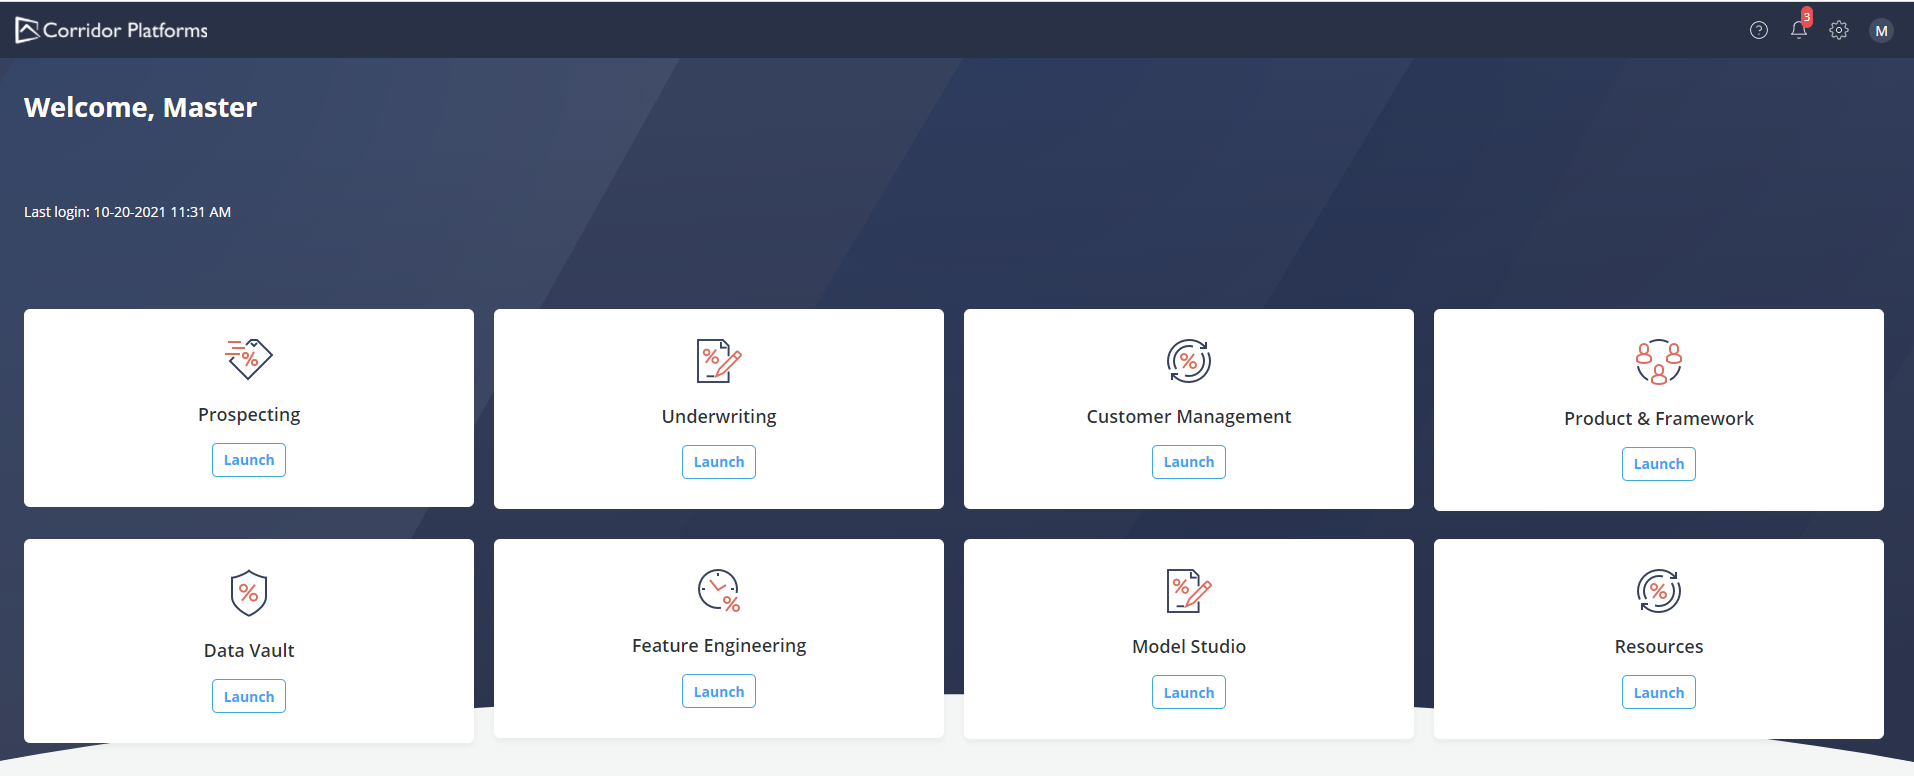 Corridor Platforms
3
M
Welcome, Master
Last login: 10-20-2021 11:31 AM
Prospecting
Launch
Underwriting
Launch
Customer Management
Launch
Product & Framework
Launch
Data Vault
Launch
Feature Engineering
Launch
Model Studio
Launch
Resources
Launch